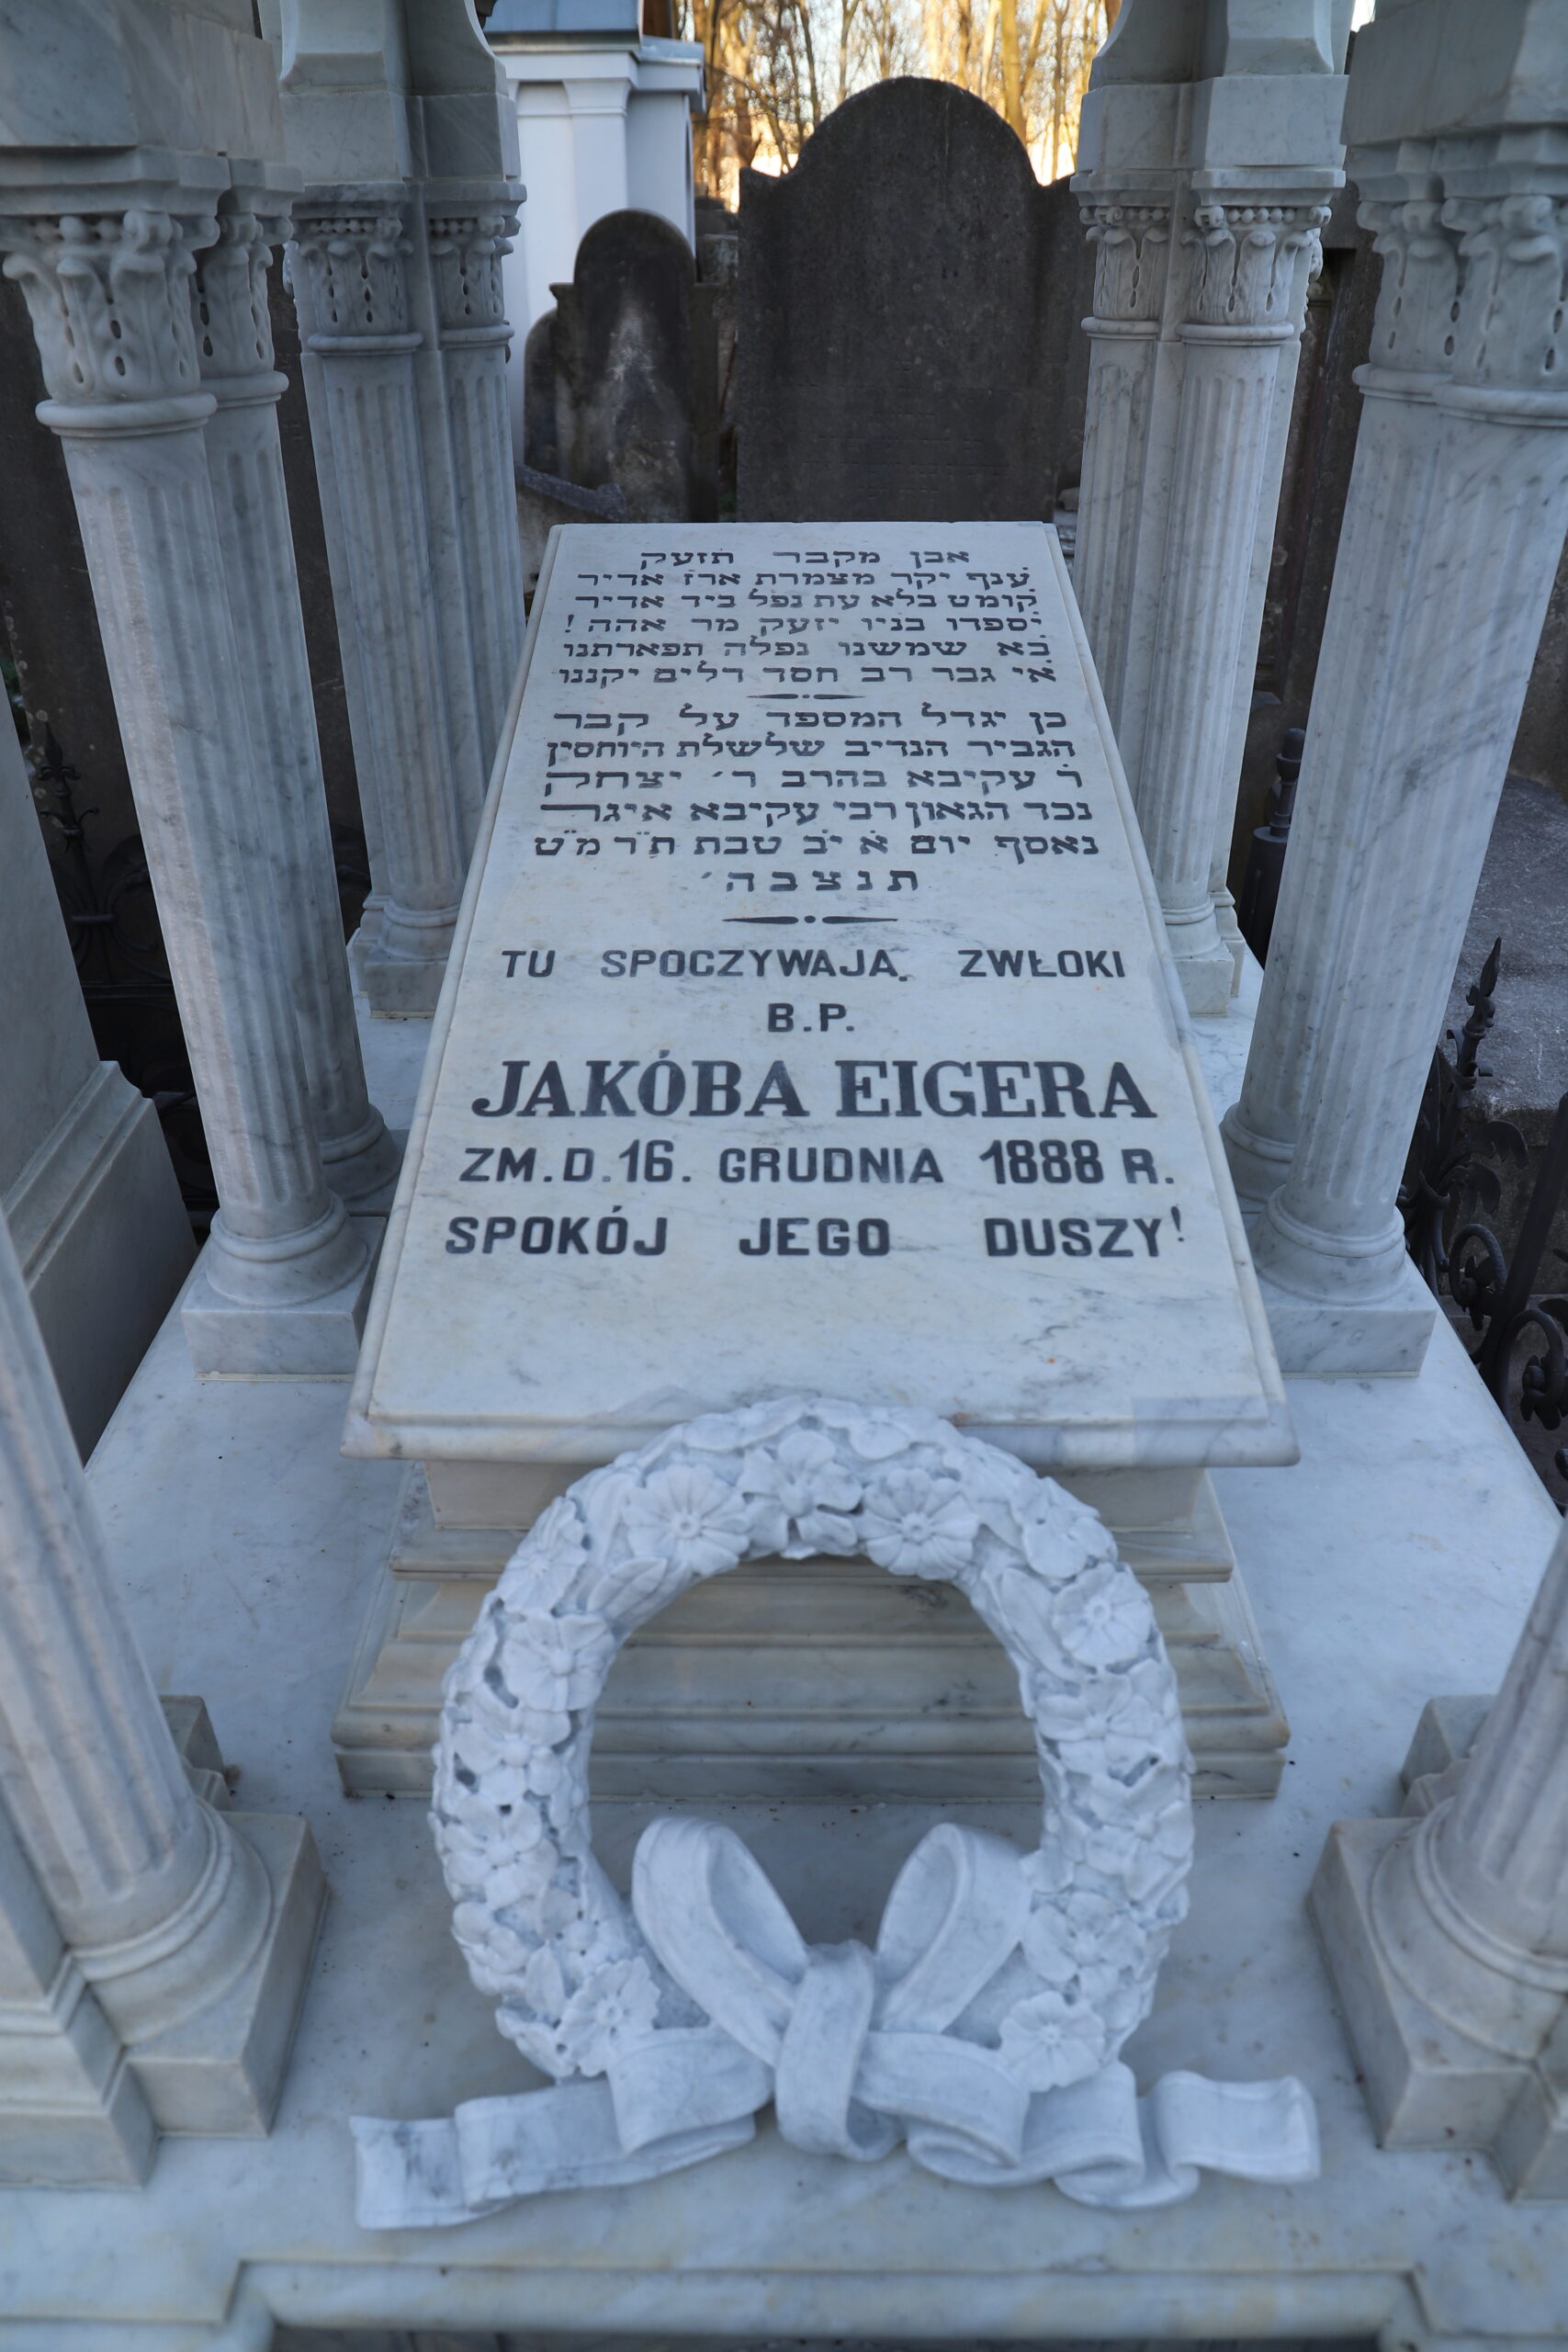 אבן מקבר תזעק
ענף יקר מצמרת ארז אדיר
קומט בלא עת נפל ביד אדיר
יספדו בניו יזעק מר אהה!
בא שמשנו נפלה תפארתנו
אי גבר רב חסד דלים יקננו
כן יגדל המספד על קבר
הגביר הנדיב שלשלת היוחסין
ר׳ עקיבא בהרב ר׳ יצחק
נכד הגאון רבי עקיבא איגר
נאסף יום א׳ י״ב טבת תר״מ״ט
תנצבה׳
TU SPOCZYWAJĄ ZWŁOKI
B.P.
JAKÓBA EIGERA
ZM.D.16. GRUDNIA 1888 R.
SPOKÓJ JEGO DUSZY!